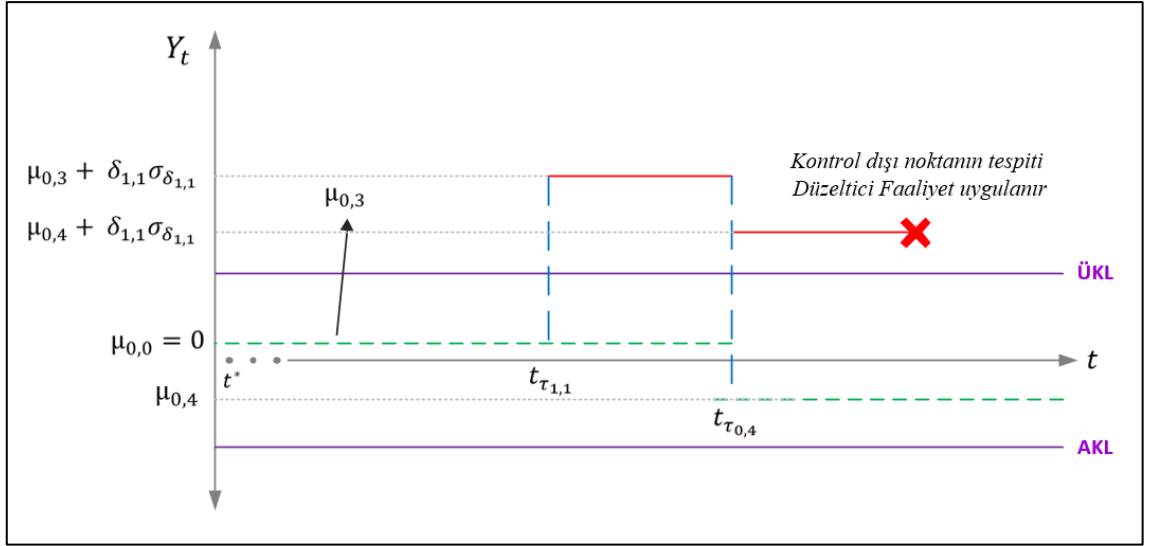 Y_t
μ_{0,3} + δ_{1,1}σ_{δ_{1,1}}
Kontrol dışı noktanın tespiti
Düzeltici Faaliyet uygulanır
μ_{0,3}
μ_{0,4} + δ_{1,1}σ_{δ_{1,1}}
ÜKL
μ_{0,0} = 0
t
t*
t_{τ_{1,1}}
μ_{0,4}
t_{τ_{0,4}}
AKL